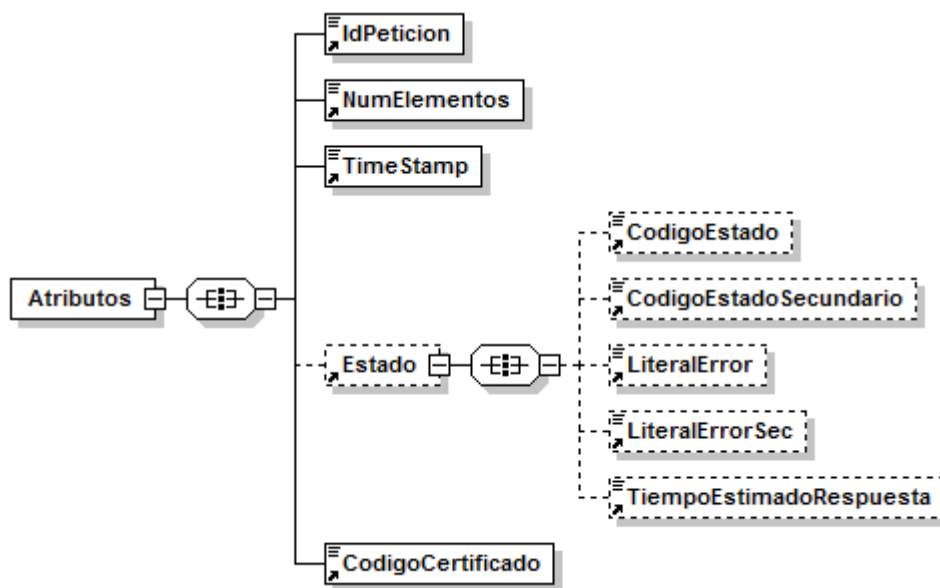 IdPeticion
NumElementos
TimeStamp
CodigoEstado
CodigoEstadoSecundario
Atributos
Estado
LiteralError
LiteralErrorSec
TiempoEstimadoRespuesta
CodigoCertificado